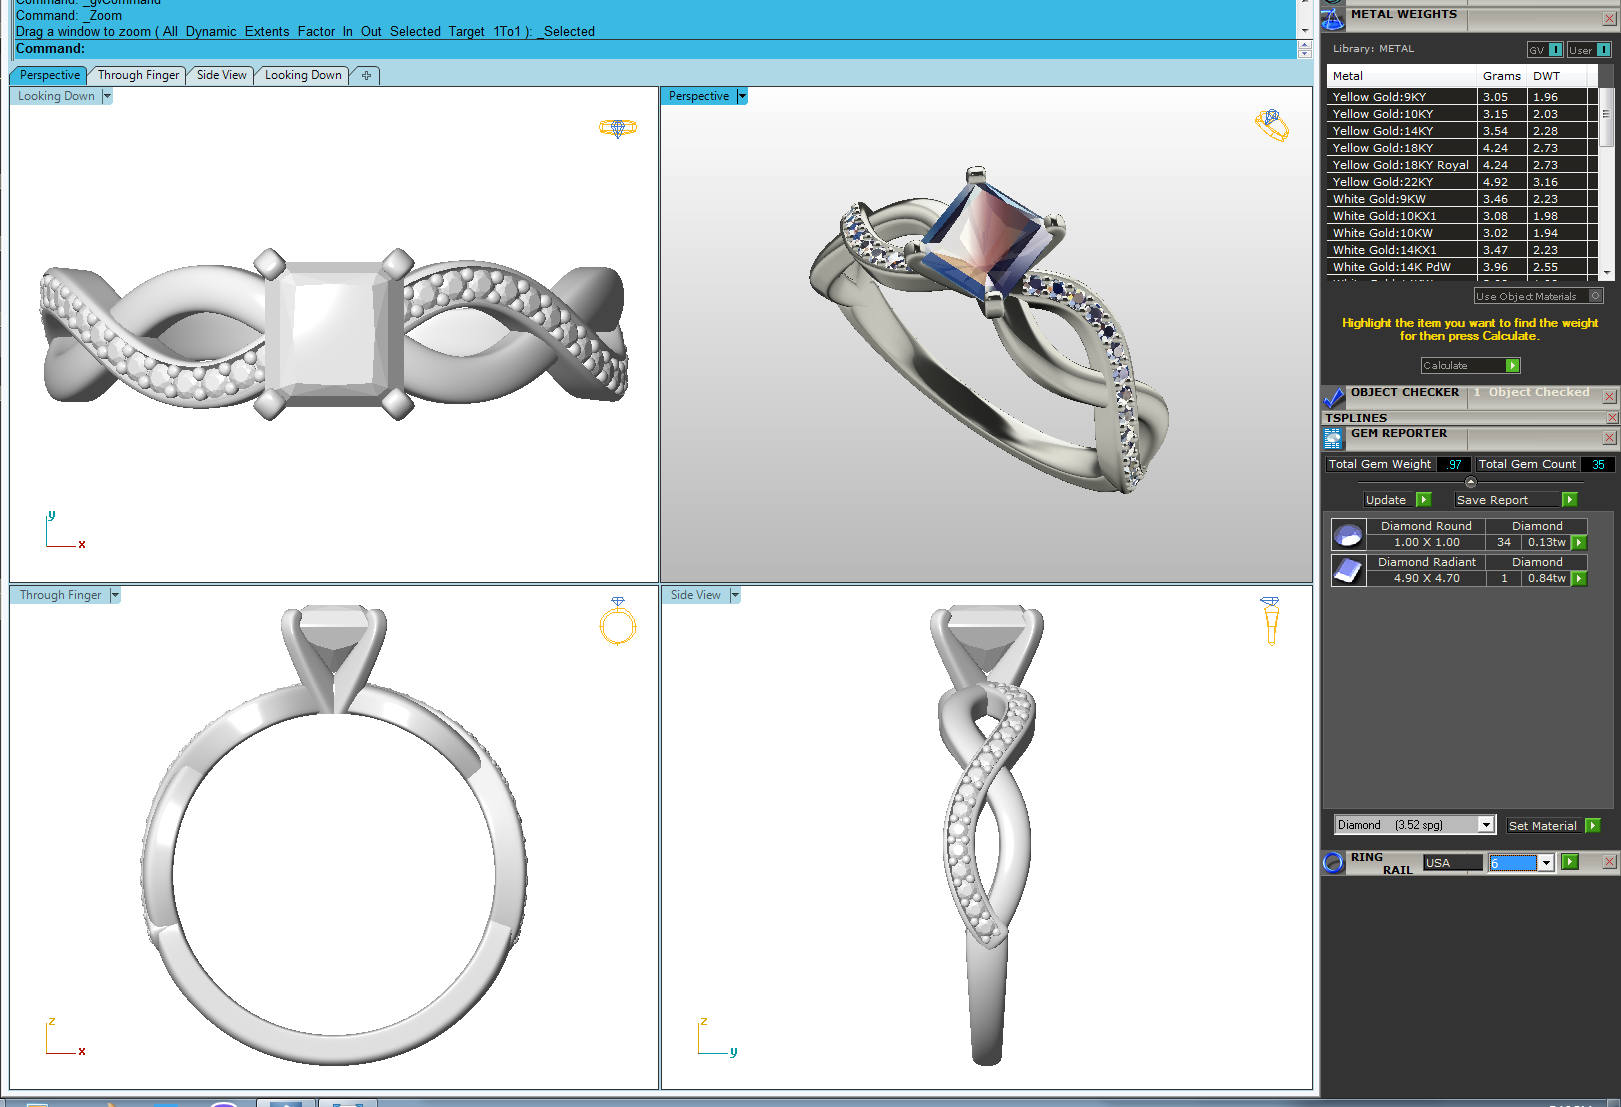 Command: _gvCommand
Command: _Zoom
Drag a window to zoom ( All Dynamic Extents Factor In Out Selected Target 1To1 ): _Selected
Command:
Perspective Through Finger Side View Looking Down
Looking Down
Perspective
y
x
Through Finger
Side View
z
x
z
y
METAL WEIGHTS
Library: METAL GV I User I
Metal Grams DWT
Yellow Gold:9KY 3.05 1.96
Yellow Gold:10KY 3.15 2.03
Yellow Gold:14KY 3.54 2.28
Yellow Gold:18KY 4.24 2.73
Yellow Gold:18KY Royal 4.24 2.73
Yellow Gold:22KY 4.92 3.16
White Gold:9KW 3.46 2.23
White Gold:10KX1 3.08 1.98
White Gold:10KW 3.02 1.94
White Gold:14KX1 3.47 2.23
White Gold:14K PdW 3.96 2.55
Use Object Materials O
Highlight the item you want to find the weight
for then press Calculate.
Calculate
OBJECT CHECKER 1 Object Checked
TSPLINES
GEM REPORTER
Total Gem Weight .97 Total Gem Count 35
Update Save Report
Diamond Round Diamond
1.00 X 1.00 34 0.13tw
Diamond Radiant Diamond
4.90 X 4.70 1 0.84tw
Diamond (3.52 spg) Set Material
RING
RAIL USA 6